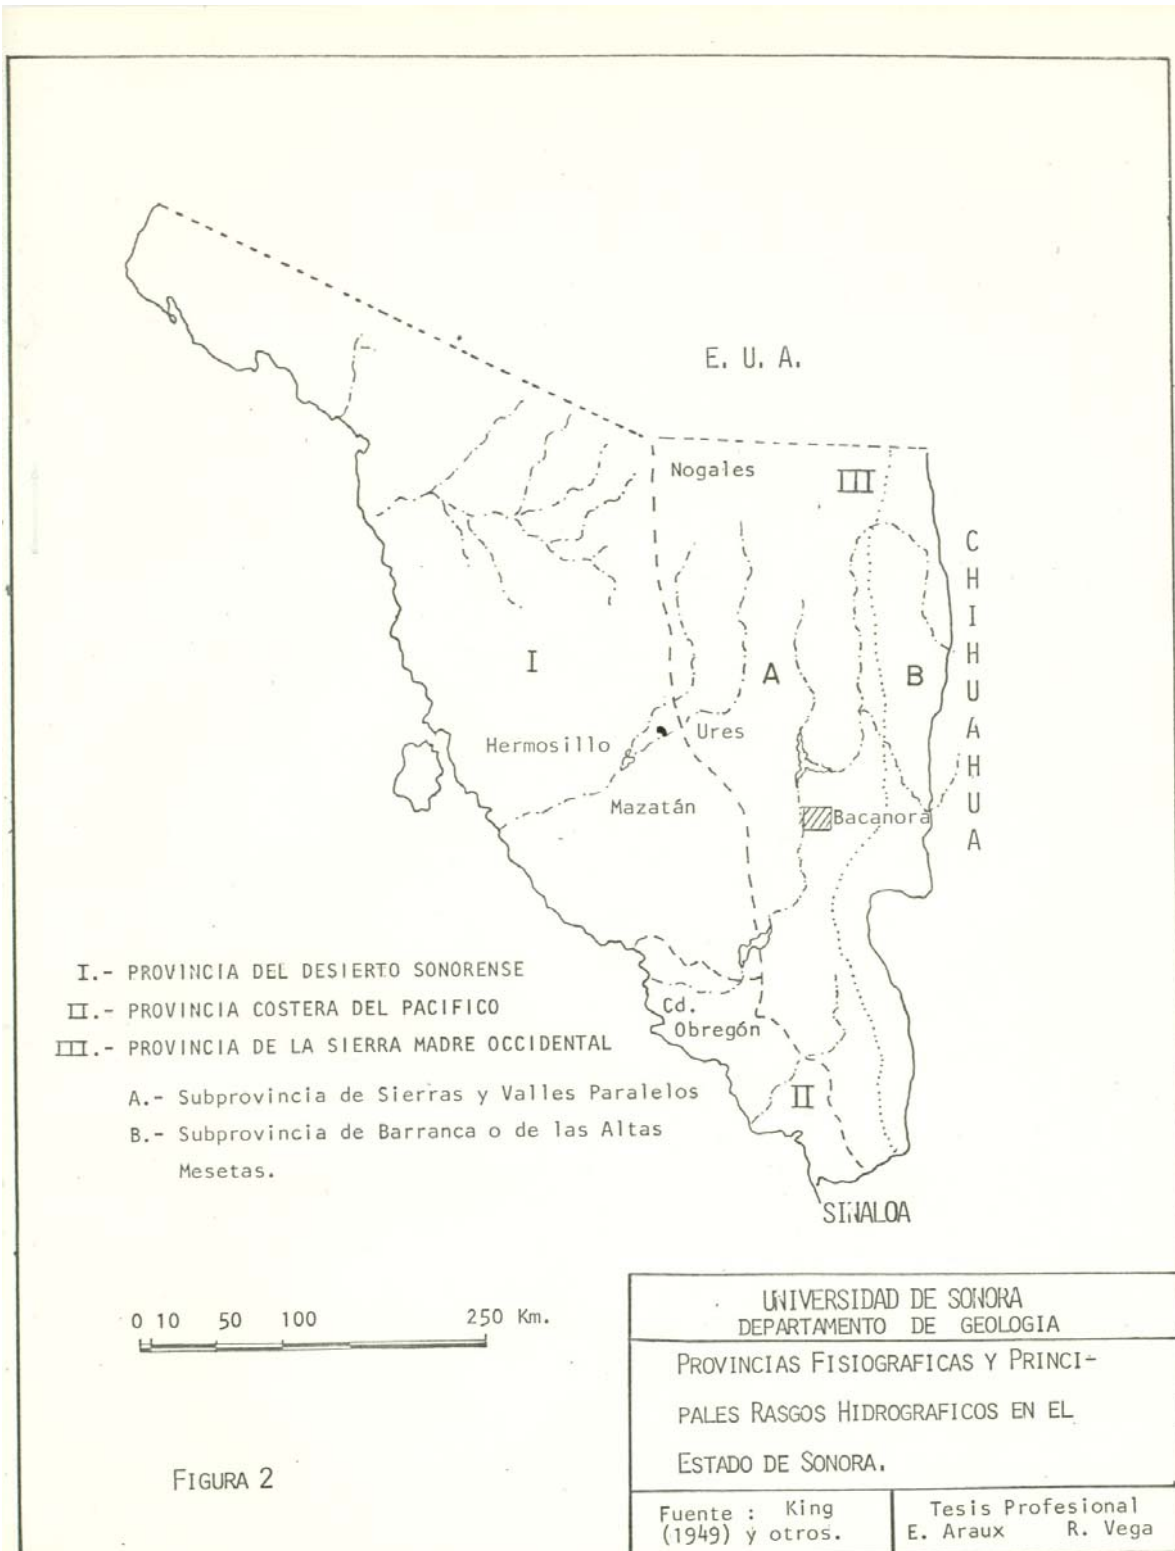 E. U. A.
Nogales
III
CHIHUAHUA
I
A
B
Ures
Hermosillo
Mazatán
Bacanora
I.- PROVINCIA DEL DESIERTO SONORENSE
II.- PROVINCIA COSTERA DEL PACIFICO
III.- PROVINCIA DE LA SIERRA MADRE OCCIDENTAL
A.- Subprovincia de Sierras y Valles Paralelos
B.- Subprovincia de Barranca o de las Altas
Mesetas.
Cd.
Obregón
II
SINALOA
0 10 50 100 250 Km.
FIGURA 2
UNIVERSIDAD DE SONORA
DEPARTAMENTO DE GEOLOGIA
PROVINCIAS FISIOGRAFICAS Y PRINCI-
PALES RASGOS HIDROGRAFICOS EN EL
ESTADO DE SONORA.
Fuente : King
(1949) y otros.
Tesis Profesional
E. Araux R. Vega